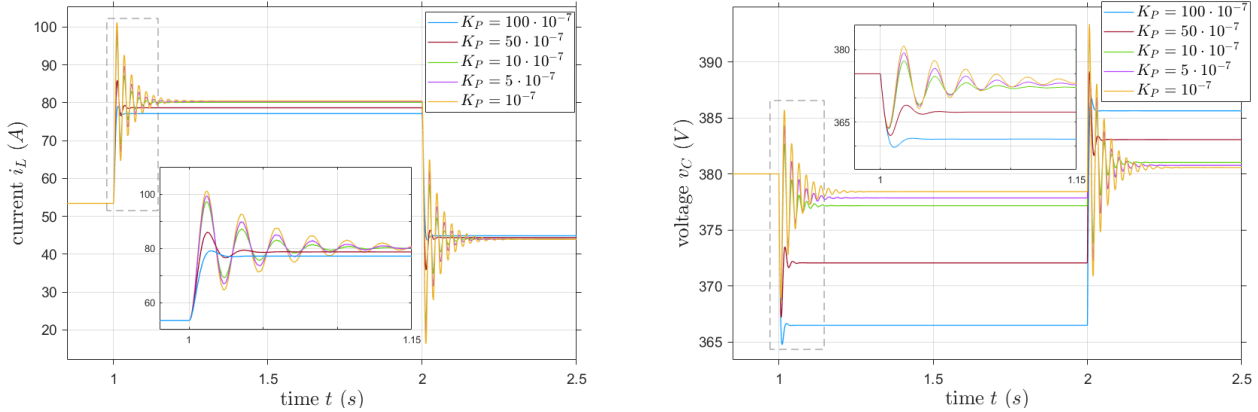 100
90
80
70
60
50
40
30
20
1
1.5
2
2.5
current i_L (A)
time t (s)
K_P = 100 · 10^{-7}
K_P = 50 · 10^{-7}
K_P = 10 · 10^{-7}
K_P = 5 · 10^{-7}
K_P = 10^{-7}
100
80
60
1
1.15
395
390
385
380
375
370
365
1
1.5
2
2.5
voltage v_C (V)
time t (s)
K_P = 100 · 10^{-7}
K_P = 50 · 10^{-7}
K_P = 10 · 10^{-7}
K_P = 5 · 10^{-7}
K_P = 10^{-7}
380
365
1
1.15